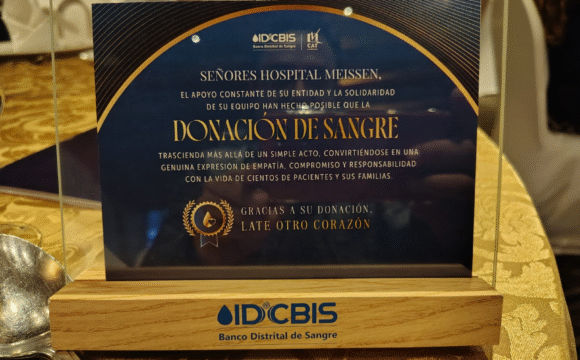 IDCBIS
Banco Distrital de Sangre
CAT
SEÑORES HOSPITAL MEISSEN,
EL APOYO CONSTANTE DE SU ENTIDAD Y LA SOLIDARIDAD
DE SU EQUIPO HAN HECHO POSIBLE QUE LA
DONACIÓN DE SANGRE
TRASCIENDA MÁS ALLÁ DE UN SIMPLE ACTO, CONVIRTIÉNDOSE EN UNA
GENUINA EXPRESIÓN DE EMPATÍA, COMPROMISO Y RESPONSABILIDAD
CON LA VIDA DE CIENTOS DE PACIENTES Y SUS FAMILIAS.
GRACIAS A SU DONACIÓN,
LATE OTRO CORAZÓN
IDCBIS
Banco Distrital de Sangre